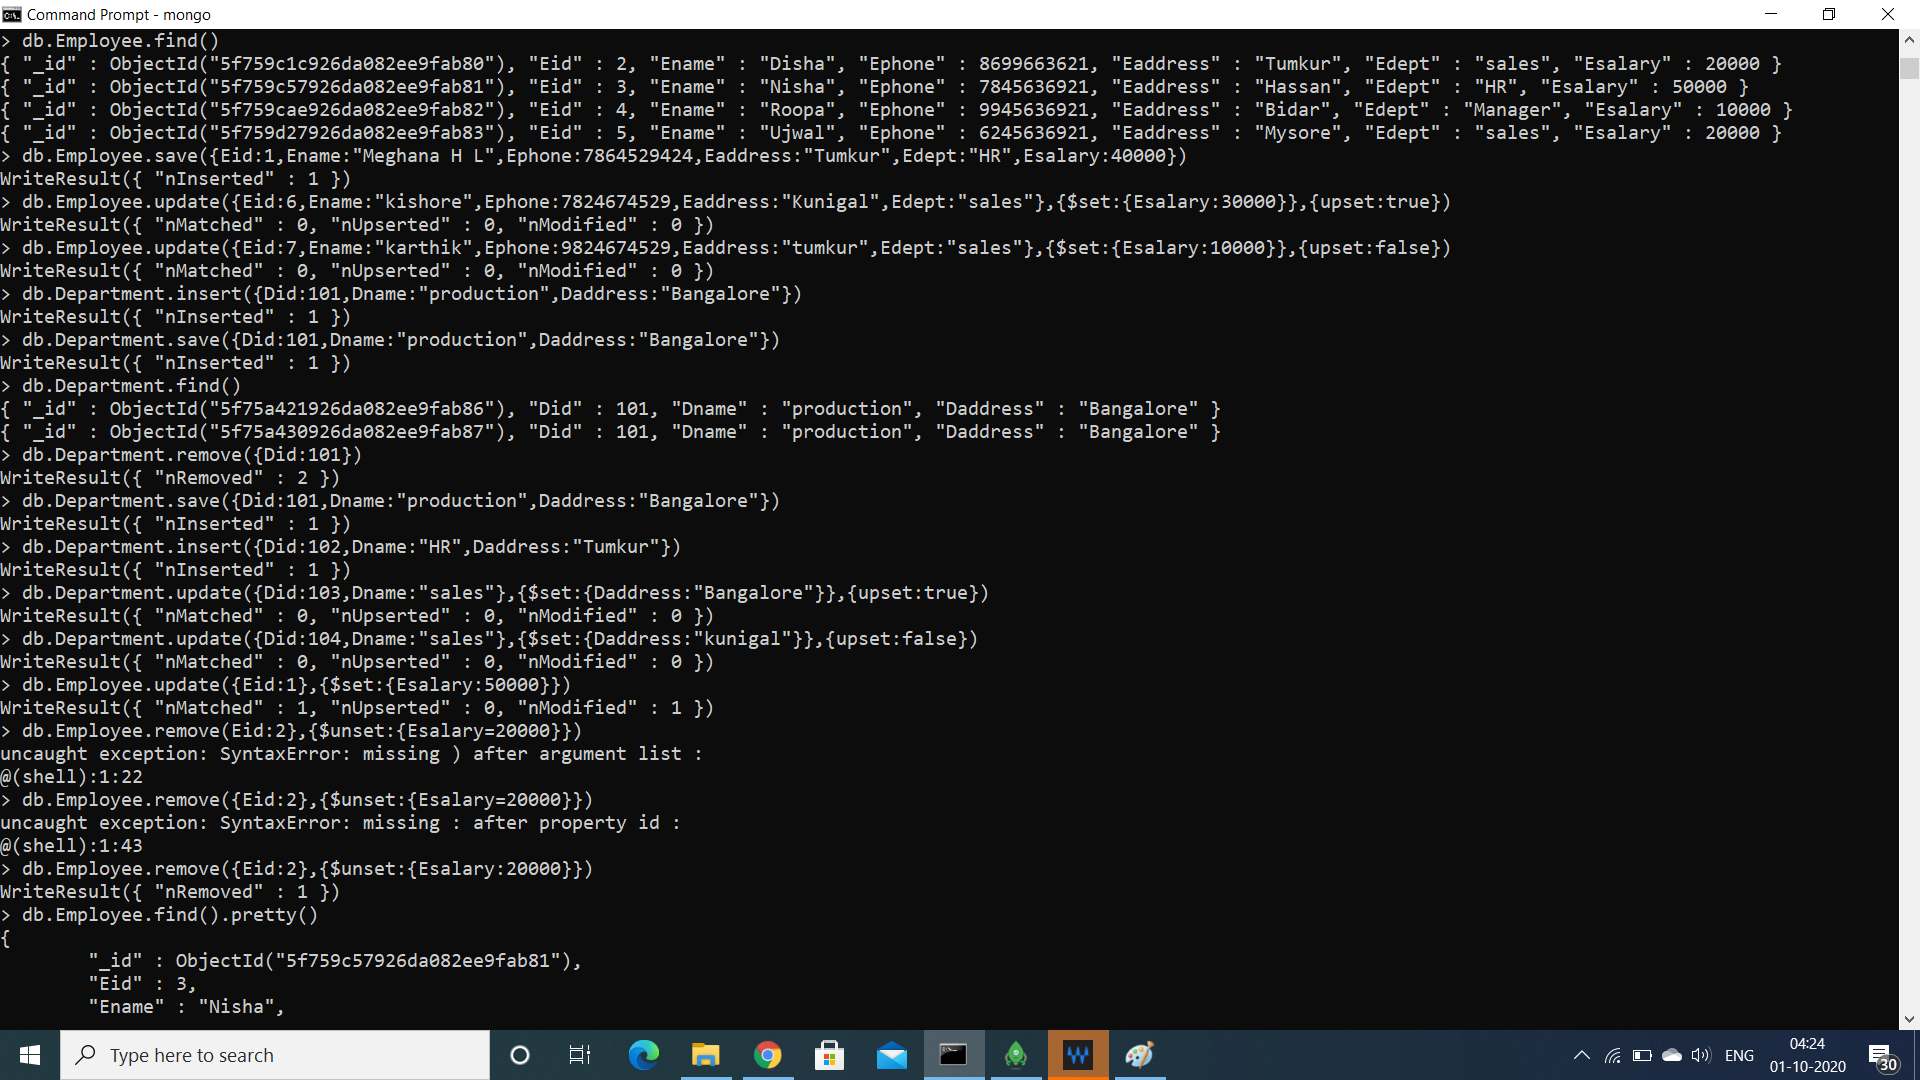 Command Prompt - mongo
> db.Employee.find()
{ "_id" : ObjectId("5f759c1c926da082ee9fab80"), "Eid" : 2, "Ename" : "Disha", "Ephone" : 8699663621, "Eaddress" : "Tumkur", "Edept" : "sales", "Esalary" : 20000 }
{ "_id" : ObjectId("5f759c57926da082ee9fab81"), "Eid" : 3, "Ename" : "Nisha", "Ephone" : 7845636921, "Eaddress" : "Hassan", "Edept" : "HR", "Esalary" : 50000 }
{ "_id" : ObjectId("5f759cae926da082ee9fab82"), "Eid" : 4, "Ename" : "Roopa", "Ephone" : 9945636921, "Eaddress" : "Bidar", "Edept" : "Manager", "Esalary" : 10000 }
{ "_id" : ObjectId("5f759d27926da082ee9fab83"), "Eid" : 5, "Ename" : "Ujwal", "Ephone" : 6245636921, "Eaddress" : "Mysore", "Edept" : "sales", "Esalary" : 20000 }
> db.Employee.save({Eid:1,Ename:"Meghana H L",Ephone:7864529424,Eaddress:"Tumkur",Edept:"HR",Esalary:40000})
WriteResult({ "nInserted" : 1 })
> db.Employee.update({Eid:6,Ename:"kishore",Ephone:7824674529,Eaddress:"Kunigal",Edept:"sales"},{$set:{Esalary:30000}},{upset:true})
WriteResult({ "nMatched" : 0, "nUpserted" : 0, "nModified" : 0 })
> db.Employee.update({Eid:7,Ename:"karthik",Ephone:9824674529,Eaddress:"tumkur",Edept:"sales"},{$set:{Esalary:10000}},{upset:false})
WriteResult({ "nMatched" : 0, "nUpserted" : 0, "nModified" : 0 })
> db.Department.insert({Did:101,Dname:"production",Daddress:"Bangalore"})
WriteResult({ "nInserted" : 1 })
> db.Department.save({Did:101,Dname:"production",Daddress:"Bangalore"})
WriteResult({ "nInserted" : 1 })
> db.Department.find()
{ "_id" : ObjectId("5f75a421926da082ee9fab86"), "Did" : 101, "Dname" : "production", "Daddress" : "Bangalore" }
{ "_id" : ObjectId("5f75a430926da082ee9fab87"), "Did" : 101, "Dname" : "production", "Daddress" : "Bangalore" }
> db.Department.remove({Did:101})
WriteResult({ "nRemoved" : 2 })
> db.Department.save({Did:101,Dname:"production",Daddress:"Bangalore"})
WriteResult({ "nInserted" : 1 })
> db.Department.insert({Did:102,Dname:"HR",Daddress:"Tumkur"})
WriteResult({ "nInserted" : 1 })
> db.Department.update({Did:103,Dname:"sales"},{$set:{Daddress:"Bangalore"}},{upset:true})
WriteResult({ "nMatched" : 0, "nUpserted" : 0, "nModified" : 0 })
> db.Department.update({Did:104,Dname:"sales"},{$set:{Daddress:"kunigal"}},{upset:false})
WriteResult({ "nMatched" : 0, "nUpserted" : 0, "nModified" : 0 })
> db.Employee.update({Eid:1},{$set:{Esalary:50000}})
WriteResult({ "nMatched" : 1, "nUpserted" : 0, "nModified" : 1 })
> db.Employee.remove(Eid:2},{$unset:{Esalary=20000}})
uncaught exception: SyntaxError: missing ) after argument list :
@(shell):1:22
> db.Employee.remove({Eid:2},{$unset:{Esalary=20000}})
uncaught exception: SyntaxError: missing : after property id :
@(shell):1:43
> db.Employee.remove({Eid:2},{$unset:{Esalary:20000}})
WriteResult({ "nRemoved" : 1 })
> db.Employee.find().pretty()
{
"_id" : ObjectId("5f759c57926da082ee9fab81"),
"Eid" : 3,
"Ename" : "Nisha",
Type here to search
ENG
04:24
01-10-2020
30